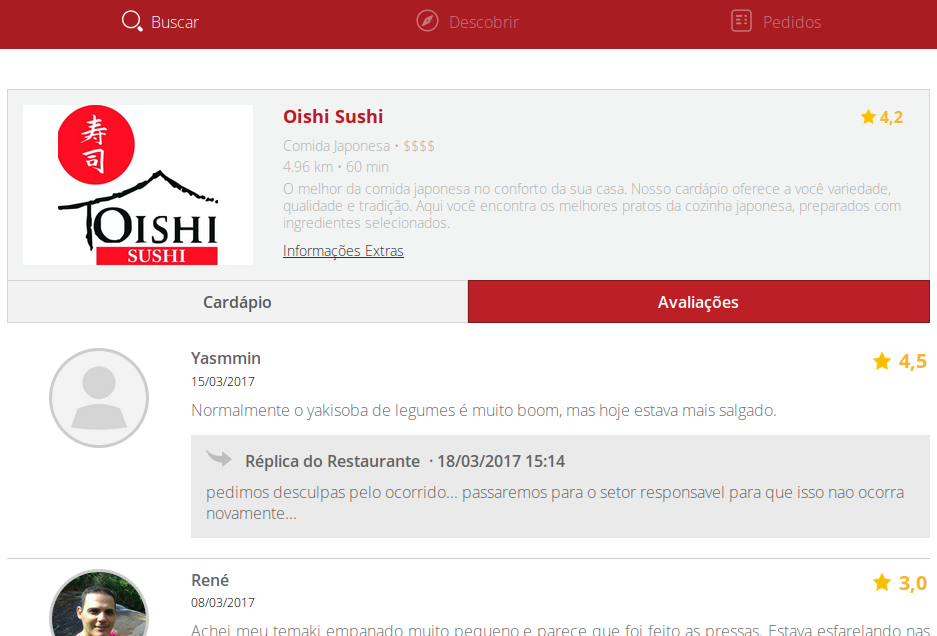 Buscar
Descobrir
Pedidos
寿
司
OISHI
SUSHI
Oishi Sushi
4,2
Comida Japonesa • $$$$
4.96 km • 60 min
O melhor da comida japonesa no conforto da sua casa. Nosso cardápio oferece a você variedade,
qualidade e tradição. Aqui você encontra os melhores pratos da cozinha japonesa, preparados com
ingredientes selecionados.
Informações Extras
Cardápio
Avaliações
Yasmmin
4,5
15/03/2017
Normalmente o yakisoba de legumes é muito boom, mas hoje estava mais salgado.
Réplica do Restaurante · 18/03/2017 15:14
pedimos desculpas pelo ocorrido... passaremos para o setor responsavel para que isso nao ocorra
novamente...
René
3,0
08/03/2017
Achei meu temaki empanado muito pequeno e parece que foi feito as pressas. Estava esfarelando nas